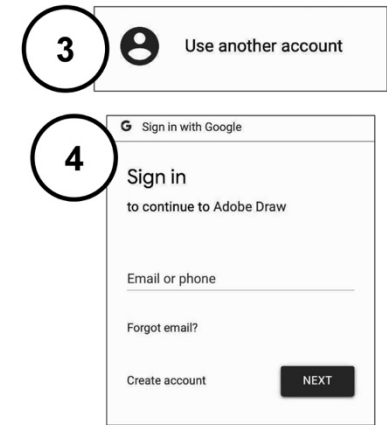 3
Use another account
4
G Sign in with Google
Sign in
to continue to Adobe Draw
Email or phone
Forgot email?
Create account NEXT